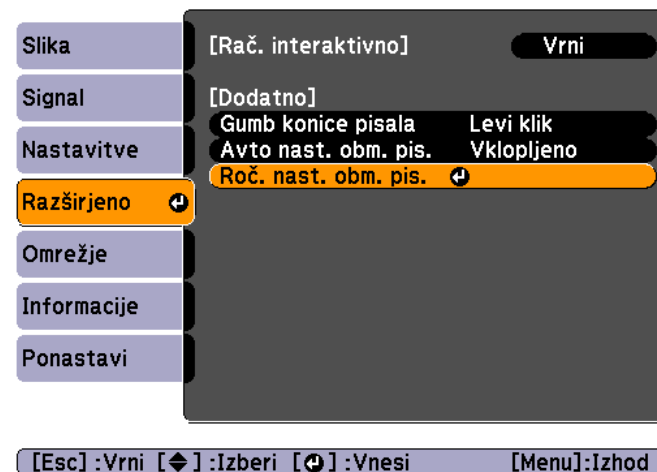 Slika
Signal
Nastavitve
Razširjeno
Omrežje
Informacije
Ponastavi
[Rač. interaktivno] Vrni
[Dodatno]
Gumb konice pisala Levi klik
Avto nast. obm. pis. Vklopljeno
Roč. nast. obm. pis.
[Esc] :Vrni [ ] :Izberi [ ] :Vnesi [Menu]:Izhod